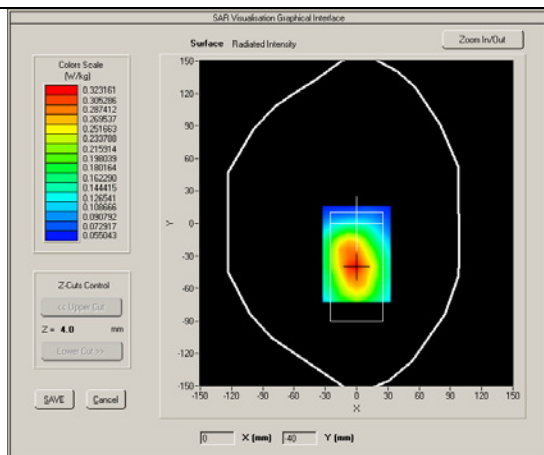 SAR Visualisation Graphical Interface
Surface Radiated Intensity
Zoom In/Out
Colors Scale
(W/kg)
0.323161
0.305286
0.287412
0.269537
0.251663
0.233788
0.215914
0.198039
0.180164
0.162290
0.144415
0.126541
0.108666
0.090792
0.072917
0.055043
Z-Cuts Control
<< Upper Cut
Z = 4.0 mm
Lower Cut >>
SAVE Cancel
150
120
90
60
30
0
-30
-60
-90
-120
-150
Y
-150 -120 -90 -60 -30 0 30 60 90 120 150
X
0 X (mm) -40 Y (mm)